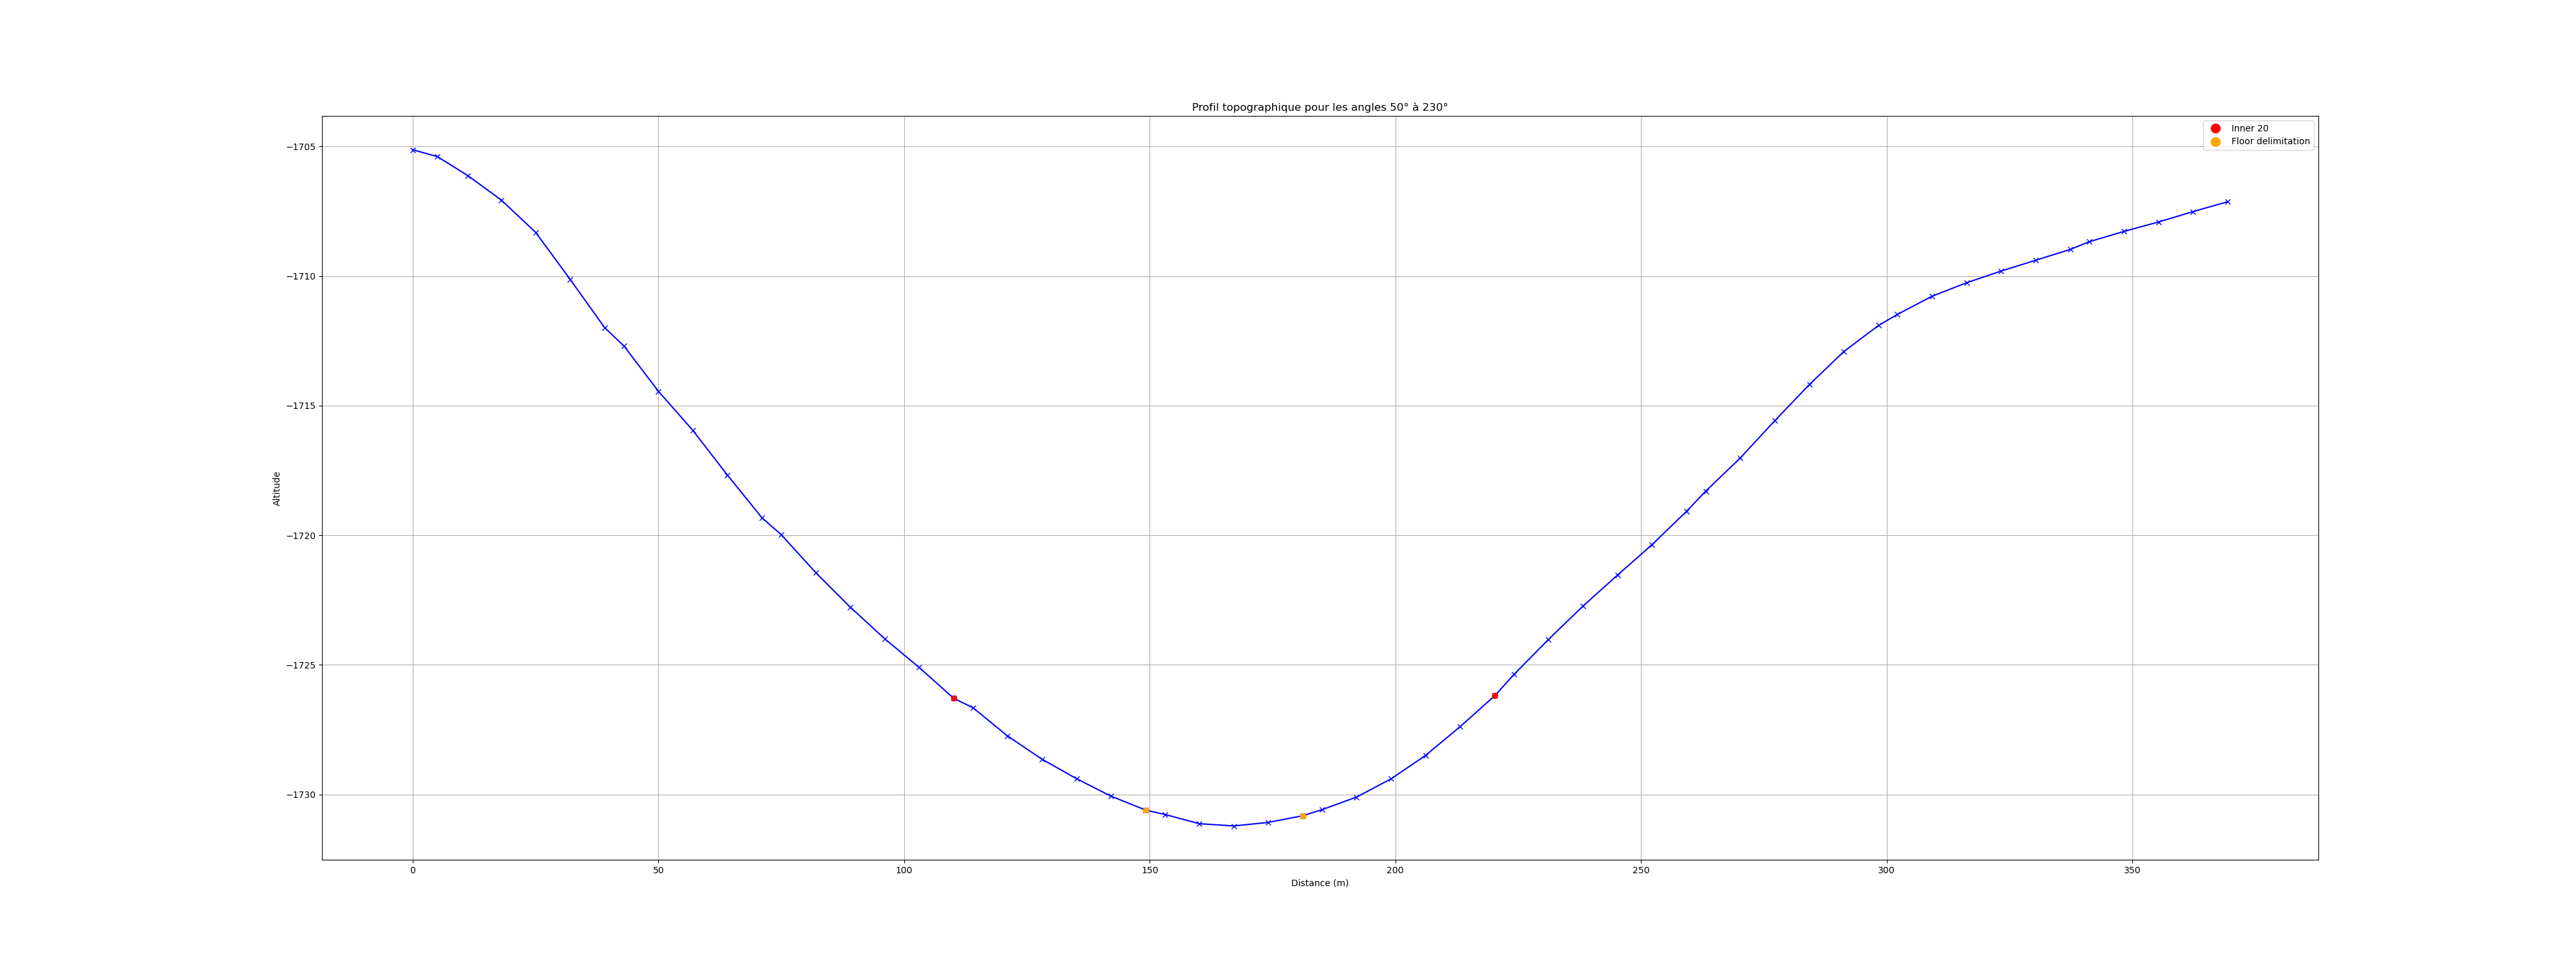 Profil topographique pour les angles 50° à 230°
Inner 20
Floor delimitation
−1705
−1710
−1715
−1720
−1725
−1730
Altitude
0 50 100 150 200 250 300 350
Distance (m)